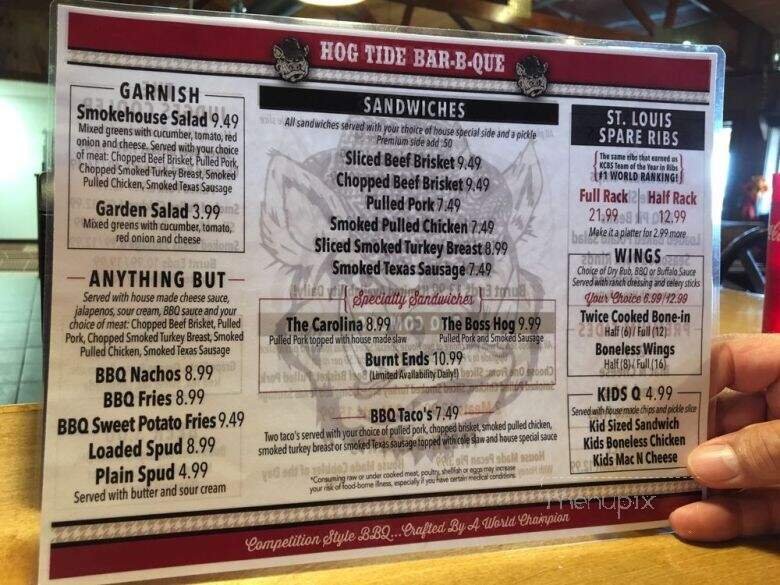 HOG TIDE BAR-B-QUE
GARNISH
Smokehouse Salad 9.49
Mixed greens with cucumber, tomato, red
onion and cheese. Served with your choice
of meat: Chopped Beef Brisket, Pulled Pork,
Chopped Smoked Turkey Breast, Smoked
Pulled Chicken, Smoked Texas Sausage
Garden Salad 3.99
Mixed greens with cucumber, tomato,
red onion and cheese
ANYTHING BUT
Served with house made cheese sauce,
jalapenos, sour cream, BBQ sauce and your
choice of meat: Chopped Beef Brisket, Pulled
Pork, Chopped Smoked Turkey Breast, Smoked
Pulled Chicken, Smoked Texas Sausage
BBQ Nachos 8.99
BBQ Fries 8.99
BBQ Sweet Potato Fries 9.49
Loaded Spud 8.99
Plain Spud 4.99
Served with butter and sour cream
SANDWICHES
All sandwiches served with your choice of house special side and a pickle
Premium side add .50
Sliced Beef Brisket 9.49
Chopped Beef Brisket 9.49
Pulled Pork 7.49
Smoked Pulled Chicken 7.49
Sliced Smoked Turkey Breast 8.99
Smoked Texas Sausage 7.49
Specialty Sandwiches
The Carolina 8.99
Pulled Pork topped with house made slaw
The Boss Hog 9.99
Pulled Pork and Smoked Sausage
Burnt Ends 10.99
(Limited Availability Daily!)
BBQ Taco's 7.49
Two taco's served with your choice of pulled pork, chopped brisket, smoked pulled chicken,
smoked turkey breast or smoked Texas sausage topped with cole slaw and house special sauce
*Consuming raw or under cooked meat, poultry, shellfish or eggs may increase
your risk of food-borne illness, especially if you have certain medical conditions.
ST. LOUIS
SPARE RIBS
The same ribs that earned us
KCBS Team of the Year in Ribs
#1 WORLD RANKING!
Full Rack Half Rack
21.99 12.99
Make it a platter for 2.99 more
WINGS
Choice of Dry Rub, BBQ or Buffalo Sauce
Served with ranch dressing and celery sticks
Your Choice 6.99/12.99
Twice Cooked Bone-in
Half (6)/ Full (12)
Boneless Wings
Half (8)/ Full (16)
KIDS Q 4.99
Served with house made chips and pickle slice
Kid Sized Sandwich
Kids Boneless Chicken
Kids Mac N Cheese
menupix
Competition Style BBQ...Crafted By A World Champion